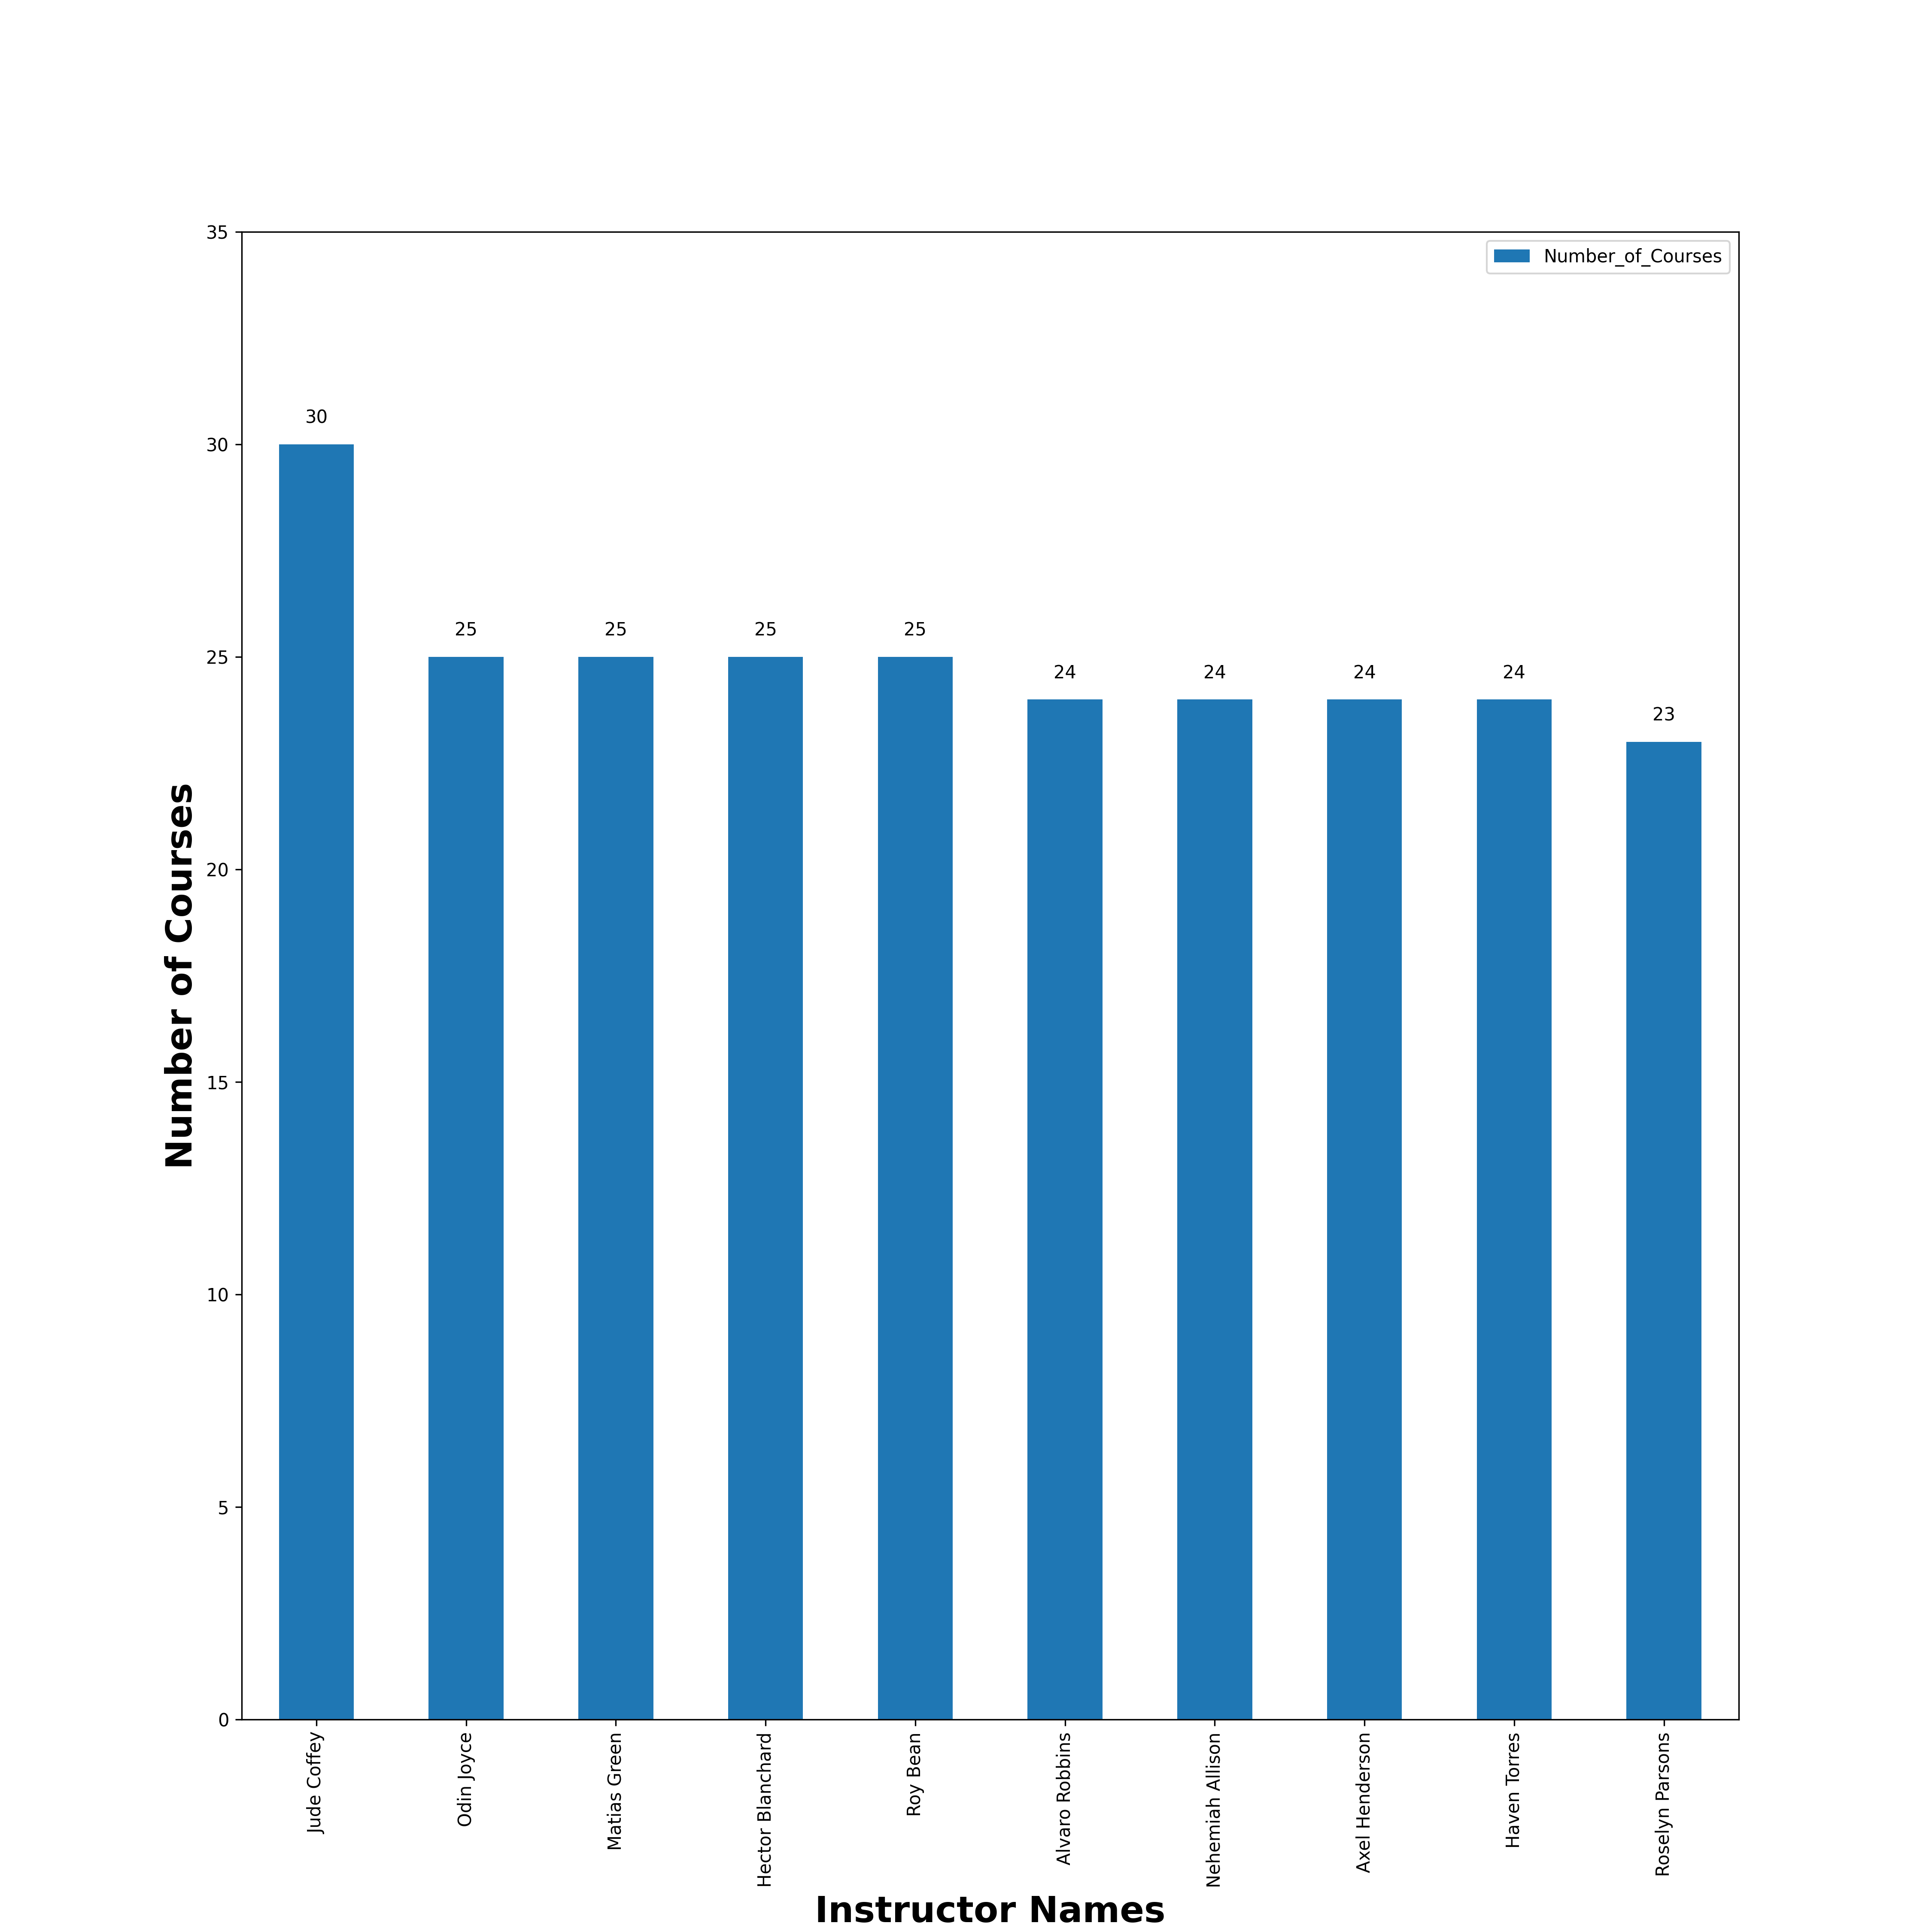 Number_of_Courses
35
30
25
20
15
10
5
0
Number of Courses
30
25
25
25
25
24
24
24
24
23
Jude Coffey
Odin Joyce
Matias Green
Hector Blanchard
Roy Bean
Alvaro Robbins
Nehemiah Allison
Axel Henderson
Haven Torres
Roselyn Parsons
Instructor Names